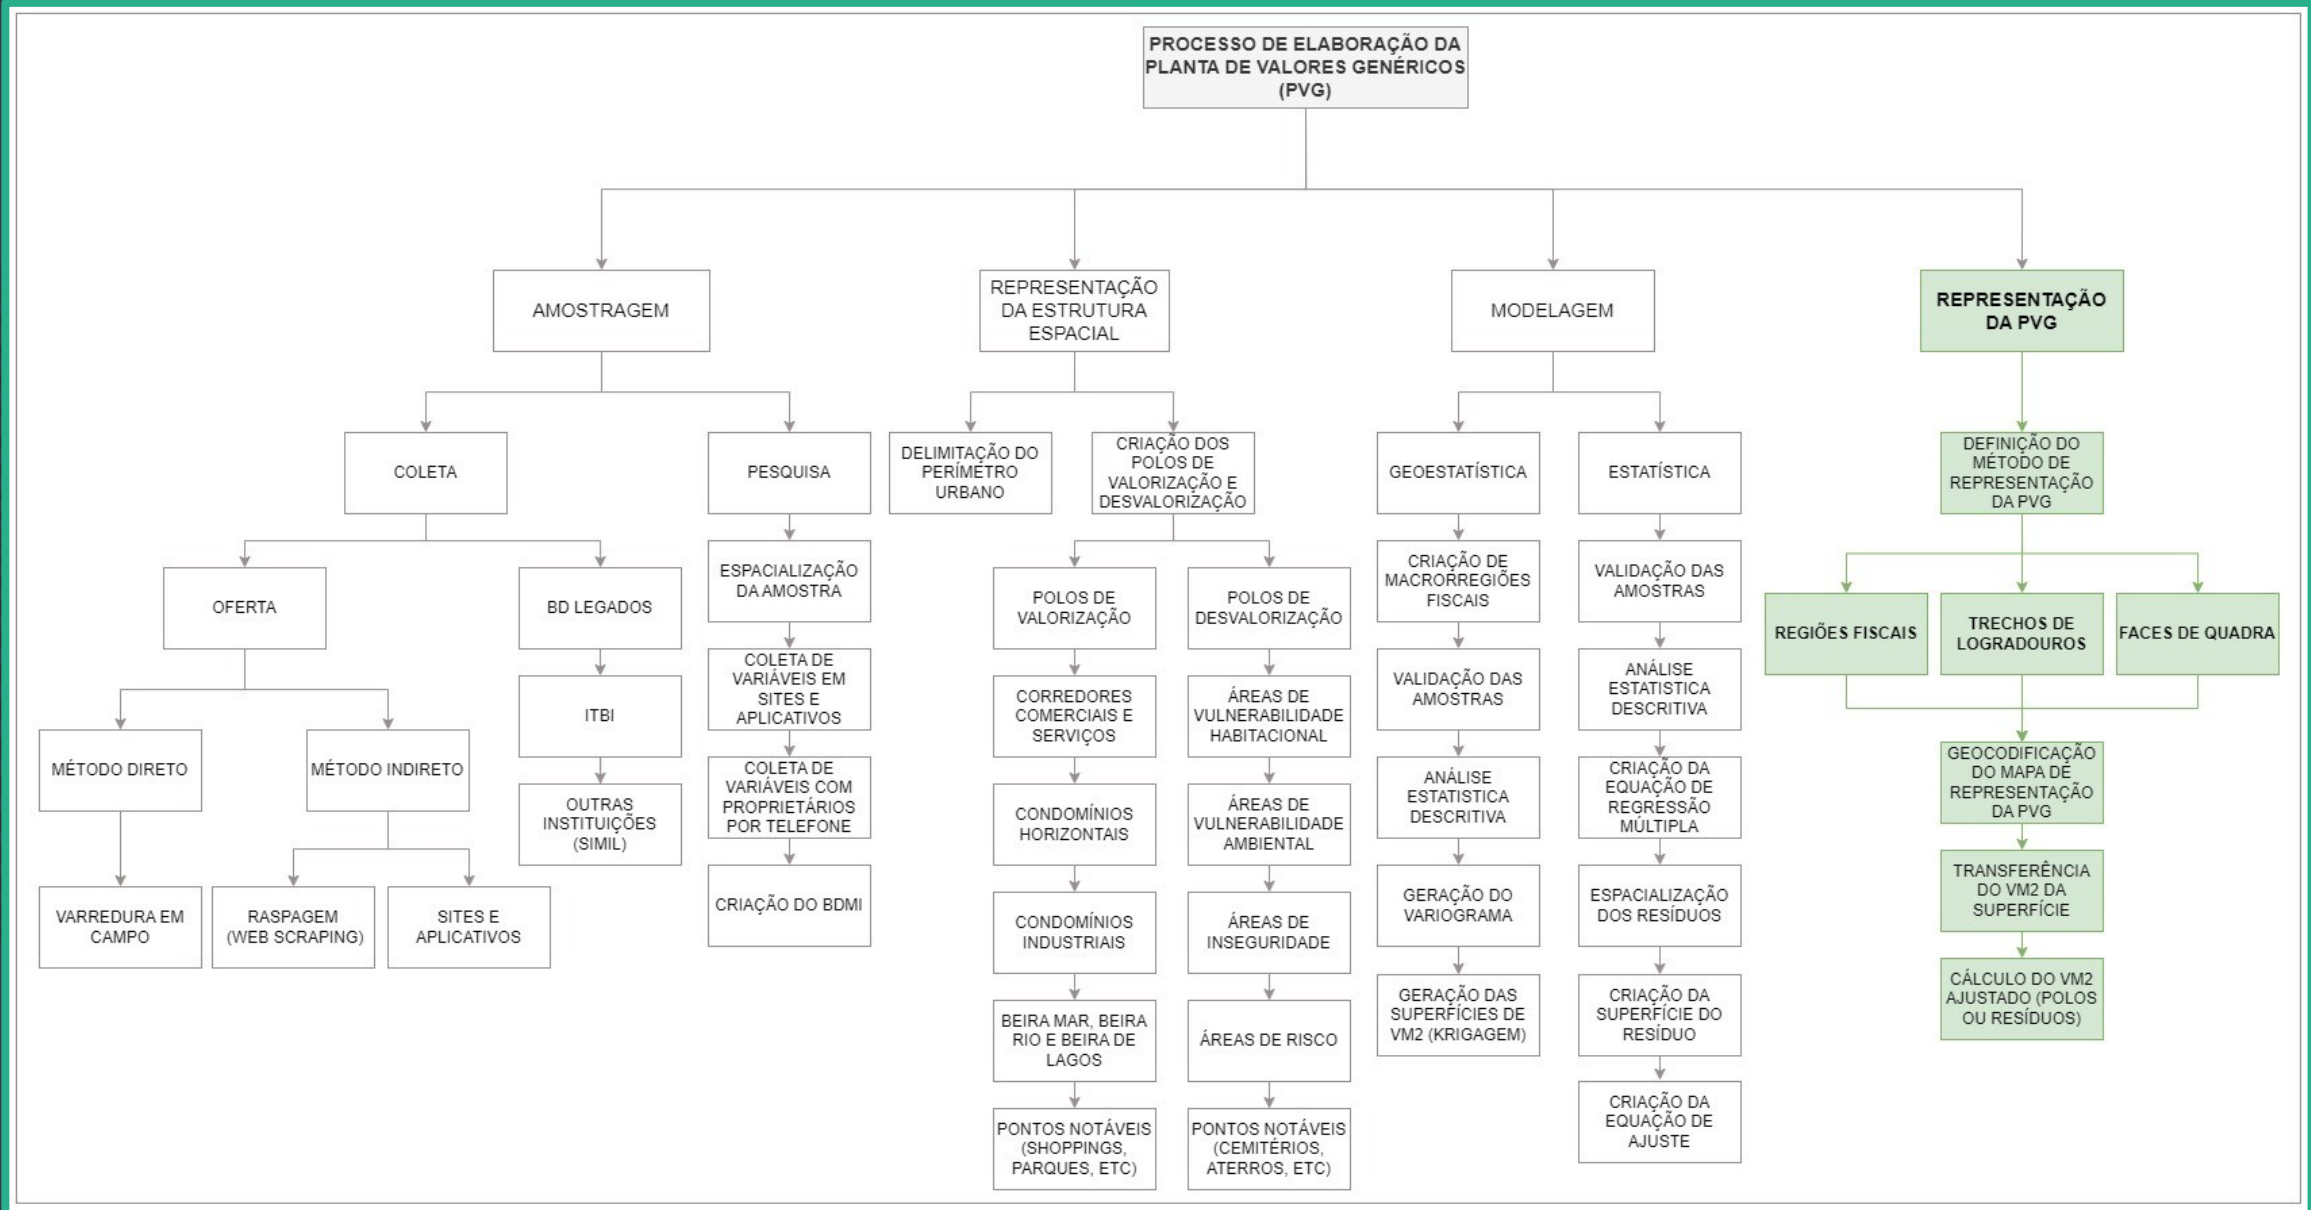 PROCESSO DE ELABORAÇÃO DA
PLANTA DE VALORES GENÉRICOS
(PVG)
AMOSTRAGEM
REPRESENTAÇÃO
DA ESTRUTURA
ESPACIAL
MODELAGEM
REPRESENTAÇÃO
DA PVG
COLETA
PESQUISA
DELIMITAÇÃO DO
PERÍMETRO
URBANO
CRIAÇÃO DOS
POLOS DE
VALORIZAÇÃO E
DESVALORIZAÇÃO
GEOESTATÍSTICA
ESTATÍSTICA
DEFINIÇÃO DO
MÉTODO DE
REPRESENTAÇÃO
DA PVG
OFERTA
BD LEGADOS
ESPACIALIZAÇÃO
DA AMOSTRA
POLOS DE
VALORIZAÇÃO
POLOS DE
DESVALORIZAÇÃO
CRIAÇÃO DE
MACRORREGIÕES
FISCAIS
VALIDAÇÃO DAS
AMOSTRAS
REGIÕES FISCAIS
TRECHOS DE
LOGRADOUROS
FACES DE QUADRA
MÉTODO DIRETO
MÉTODO INDIRETO
ITBI
COLETA DE
VARIÁVEIS EM
SITES E
APLICATIVOS
CORREDORES
COMERCIAIS E
SERVIÇOS
ÁREAS DE
VULNERABILIDADE
HABITACIONAL
VALIDAÇÃO DAS
AMOSTRAS
ANÁLISE
ESTATISTICA
DESCRITIVA
GEOCODIFICAÇÃO
DO MAPA DE
REPRESENTAÇÃO
DA PVG
OUTRAS
INSTITUIÇÕES
(SIMIL)
COLETA DE
VARIÁVEIS COM
PROPRIETÁRIOS
POR TELEFONE
CONDOMÍNIOS
HORIZONTAIS
ÁREAS DE
VULNERABILIDADE
AMBIENTAL
ANÁLISE
ESTATISTICA
DESCRITIVA
CRIAÇÃO DA
EQUAÇÃO DE
REGRESSÃO
MÚLTIPLA
TRANSFERÊNCIA
DO VM2 DA
SUPERFÍCIE
VARREDURA EM
CAMPO
RASPAGEM
(WEB SCRAPING)
SITES E
APLICATIVOS
CRIAÇÃO DO BDMI
CONDOMÍNIOS
INDUSTRIAIS
ÁREAS DE
INSEGURIDADE
GERAÇÃO DO
VARIOGRAMA
ESPACIALIZAÇÃO
DOS RESÍDUOS
CÁLCULO DO VM2
AJUSTADO (POLOS
OU RESÍDUOS)
BEIRA MAR, BEIRA
RIO E BEIRA DE
LAGOS
ÁREAS DE RISCO
GERAÇÃO DAS
SUPERFÍCIES DE
VM2 (KRIGAGEM)
CRIAÇÃO DA
SUPERFÍCIE DO
RESÍDUO
PONTOS NOTÁVEIS
(SHOPPINGS,
PARQUES, ETC)
PONTOS NOTÁVEIS
(CEMITÉRIOS,
ATERROS, ETC)
CRIAÇÃO DA
EQUAÇÃO DE
AJUSTE